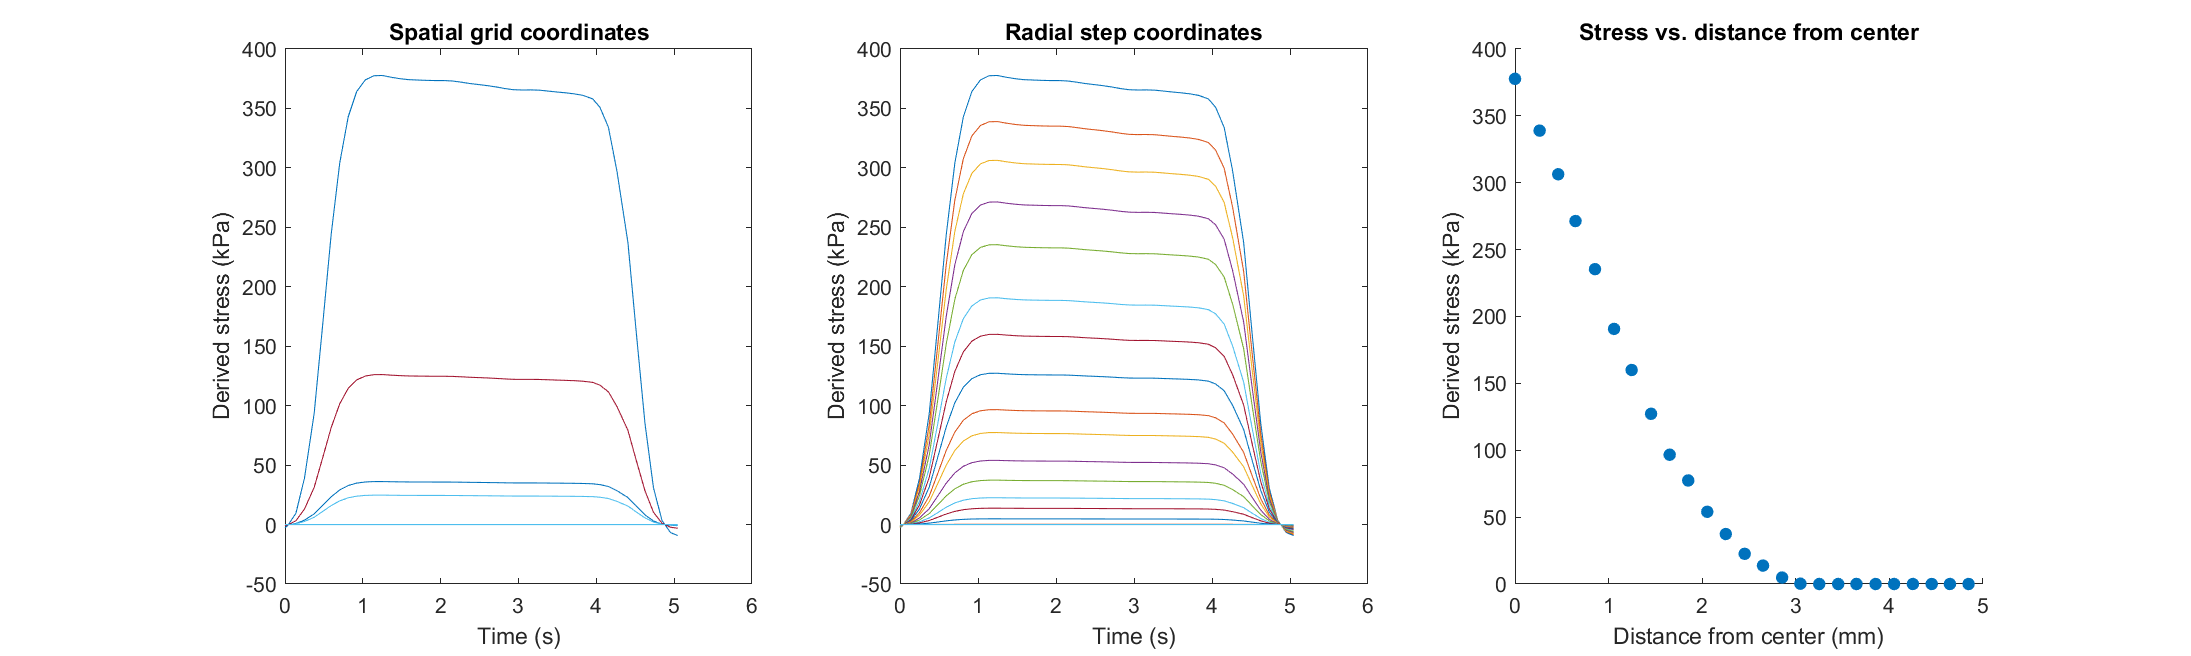 Spatial grid coordinates
400
350
300
250
200
150
100
50
0
-50
0 1 2 3 4 5 6
Derived stress (kPa)
Time (s)
Radial step coordinates
400
350
300
250
200
150
100
50
0
-50
0 1 2 3 4 5 6
Derived stress (kPa)
Time (s)
Stress vs. distance from center
400
350
300
250
200
150
100
50
0
0 1 2 3 4 5
Derived stress (kPa)
Distance from center (mm)